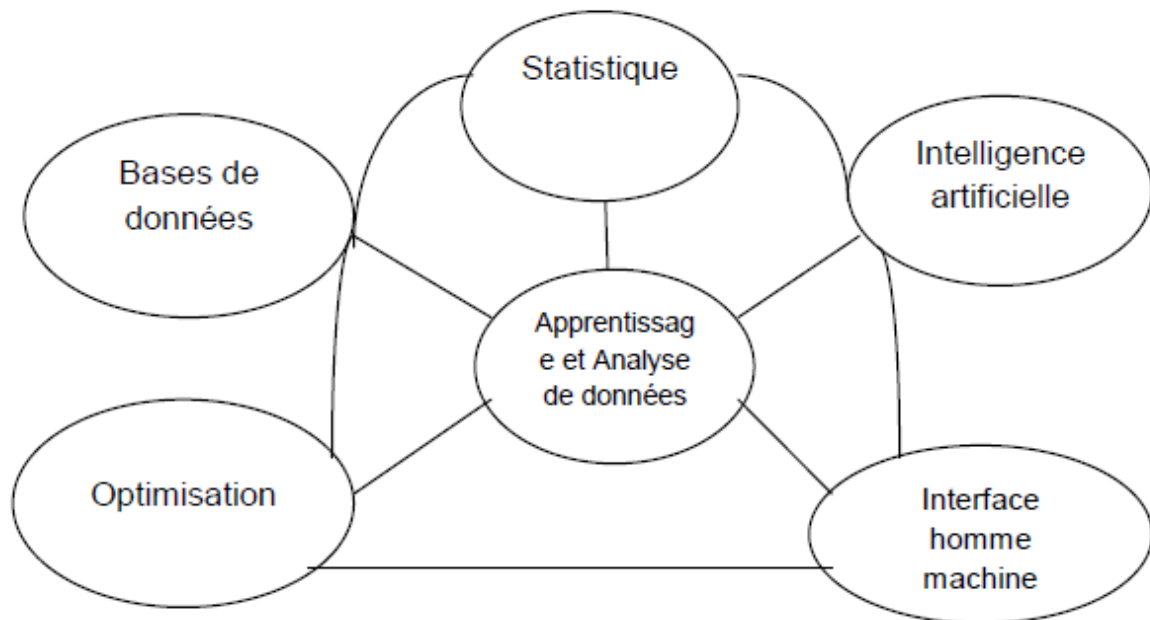 Statistique
Bases de
données
Intelligence
artificielle
Apprentissag
e et Analyse
de données
Optimisation
Interface
homme
machine